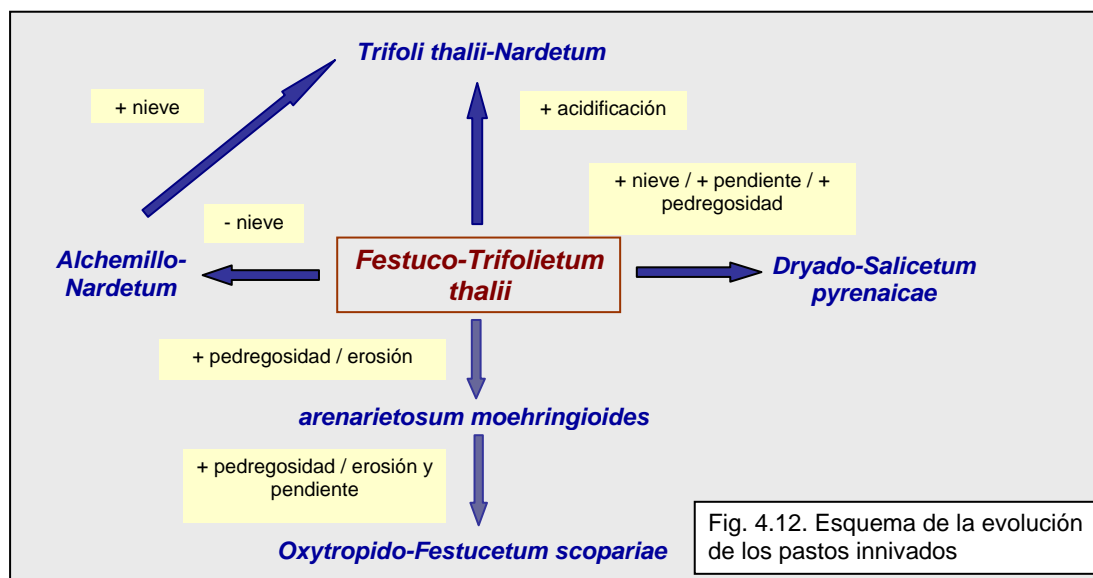 Trifoli thalii-Nardetum
+ nieve
+ acidificación
+ nieve / + pendiente / +
pedregosidad
- nieve
Alchemillo-
Nardetum
Festuco-Trifolietum
thalii
Dryado-Salicetum
pyrenaicae
+ pedregosidad / erosión
arenarietosum moehringioides
+ pedregosidad / erosión y
pendiente
Oxytropido-Festucetum scopariae
Fig. 4.12. Esquema de la evolución
de los pastos innivados